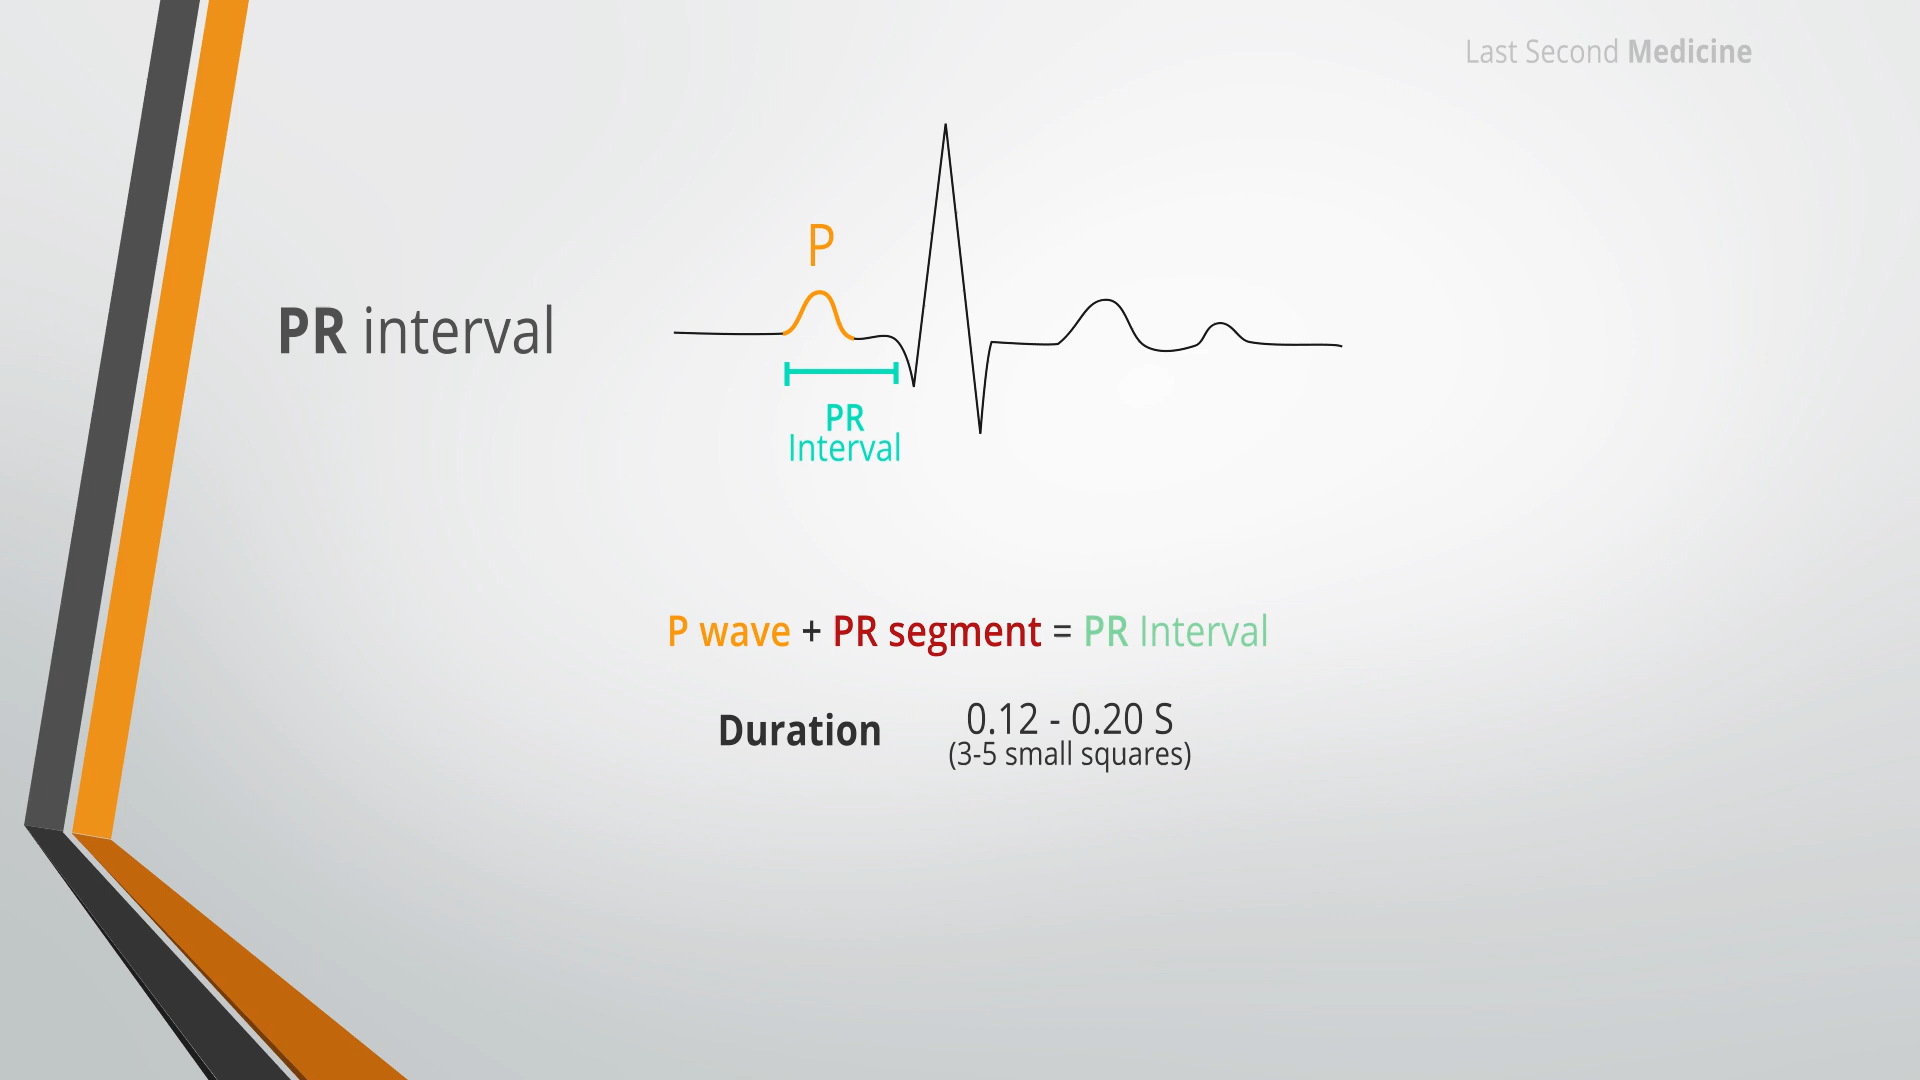 Last Second Medicine
P
PR interval
PR
Interval
P wave + PR segment = PR Interval
Duration
0.12 - 0.20 S
(3-5 small squares)